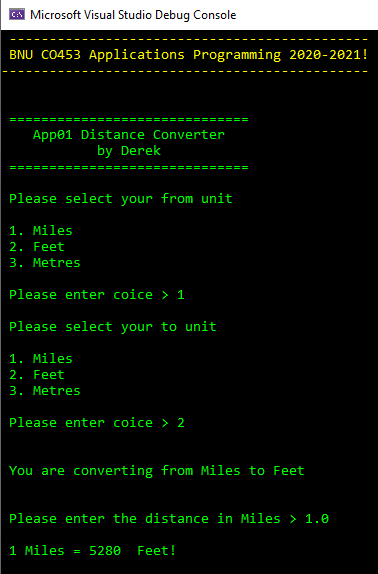 Microsoft Visual Studio Debug Console
---------------------------------------------
BNU CO453 Applications Programming 2020-2021!
----------------------------------------------
==============================
App01 Distance Converter
by Derek
==============================
Please select your from unit
1. Miles
2. Feet
3. Metres
Please enter coice > 1
Please select your to unit
1. Miles
2. Feet
3. Metres
Please enter coice > 2
You are converting from Miles to Feet
Please enter the distance in Miles > 1.0
1 Miles = 5280  Feet!